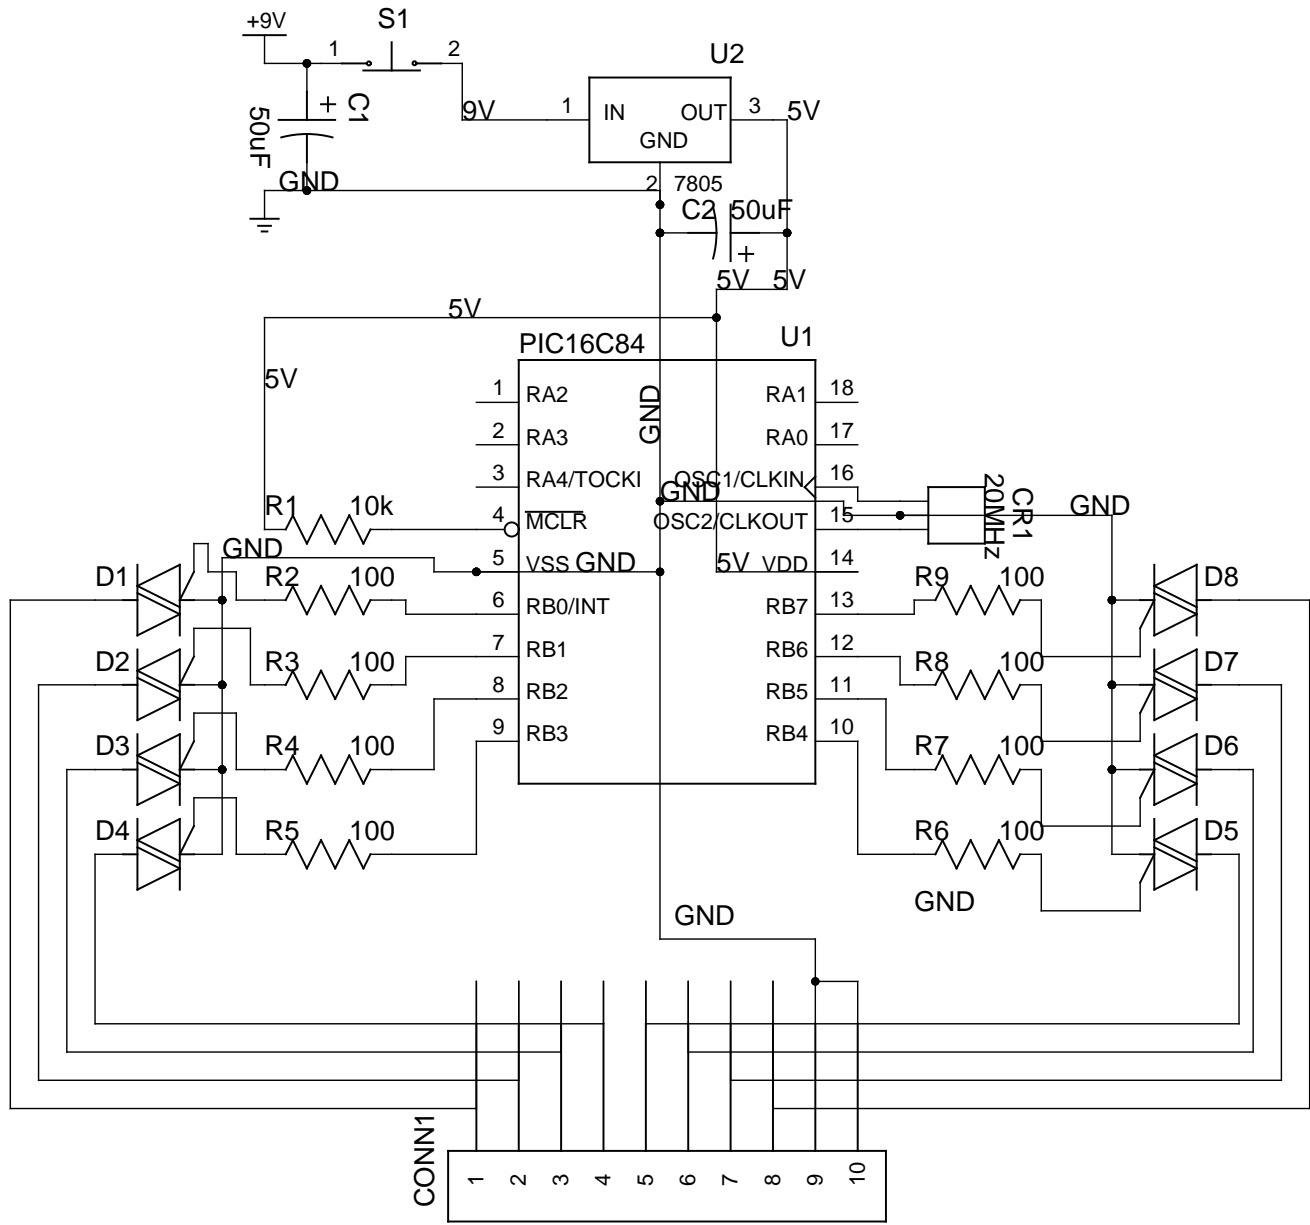 +9V
S1
1
2
U2
C1
50uF
9V
1
IN
OUT
3
5V
GND
GND
2
7805
C2
50uF
5V
5V
5V
PIC16C84
U1
5V
GND
1
RA2
RA1
18
2
RA3
RA0
17
3
RA4/TOCKI
OSC1/CLKIN
16
GND
20MHz
CR1
GND
R1
10k
4
MCLR
OSC2/CLKOUT
15
GND
5
VSS
GND
5V
VDD
14
D1
R2
100
6
RB0/INT
RB7
13
R9
100
D8
D2
R3
100
7
RB1
RB6
12
R8
100
D7
8
RB2
RB5
11
D3
R4
100
9
RB3
RB4
10
R7
100
D6
D4
R5
100
R6
100
D5
GND
GND
CONN1
1
2
3
4
5
6
7
8
9
10